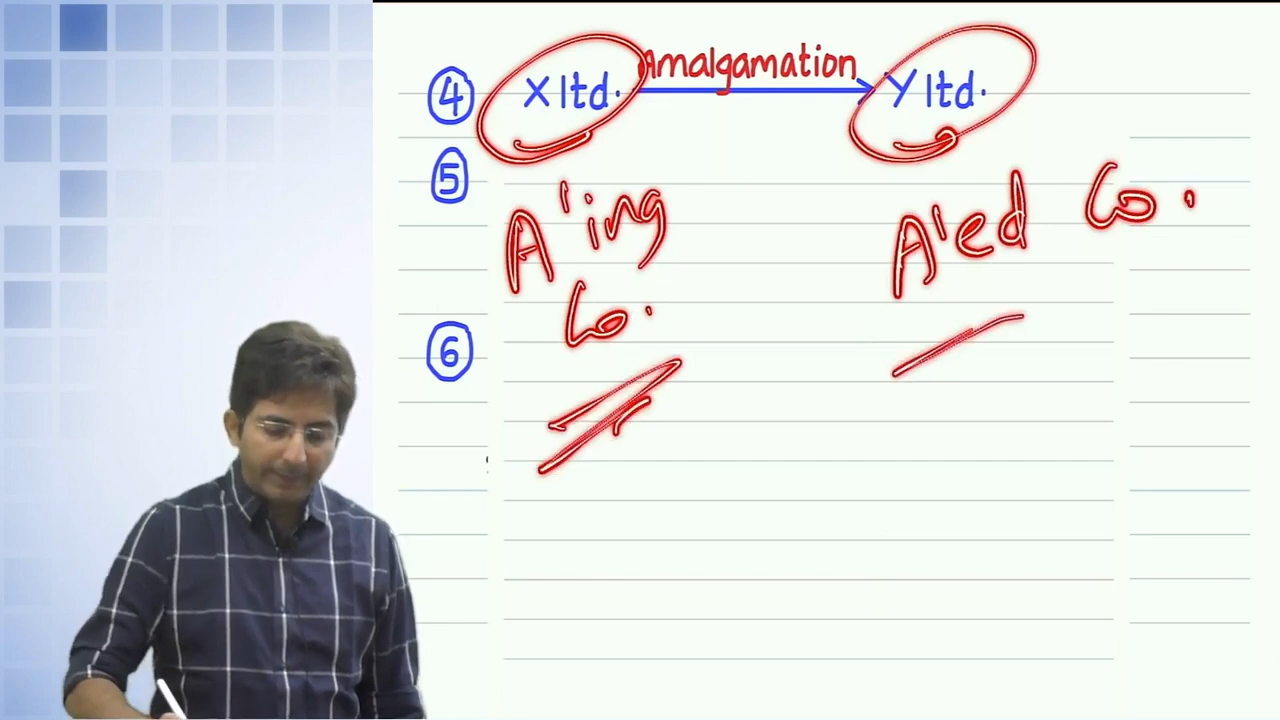 ④ X ltd. Amalgamation Y ltd.
⑤
A'ing A'ed Co.
Co.
⑥